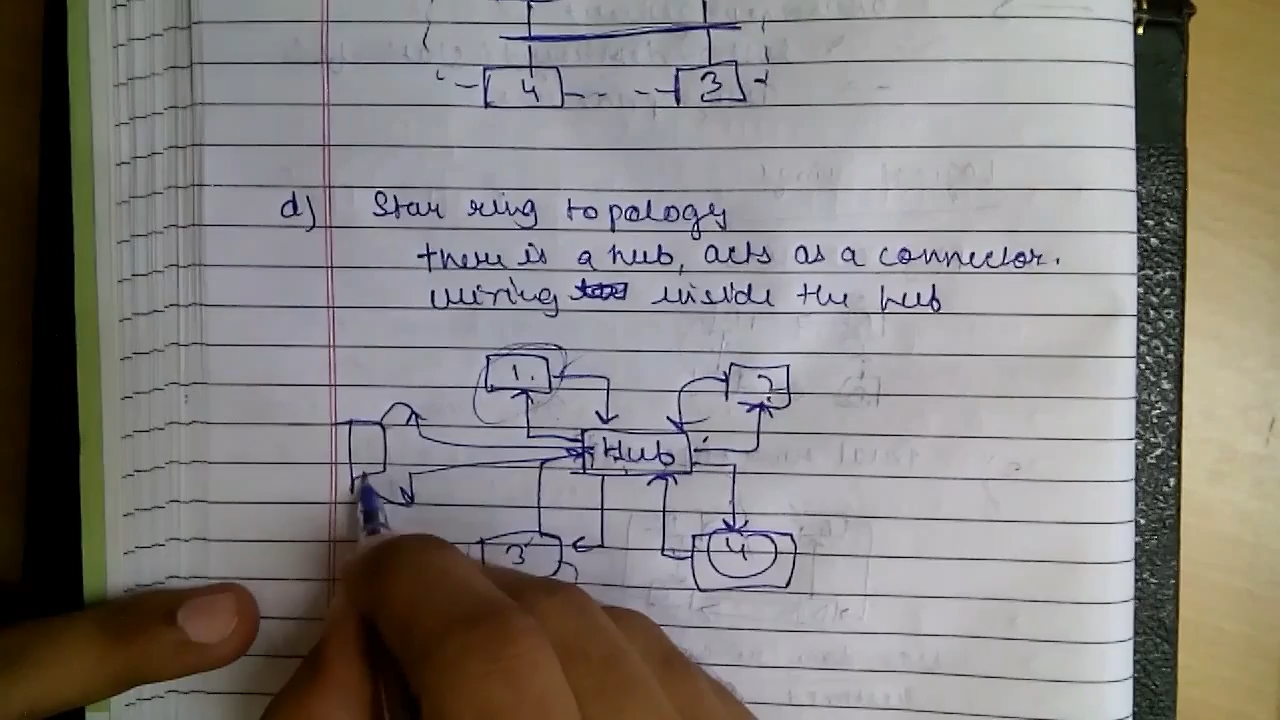 4 3
d) Star ring topology
there is a hub, acts as a connector.
wiring inside the hub
1. 2
Hub
3 4